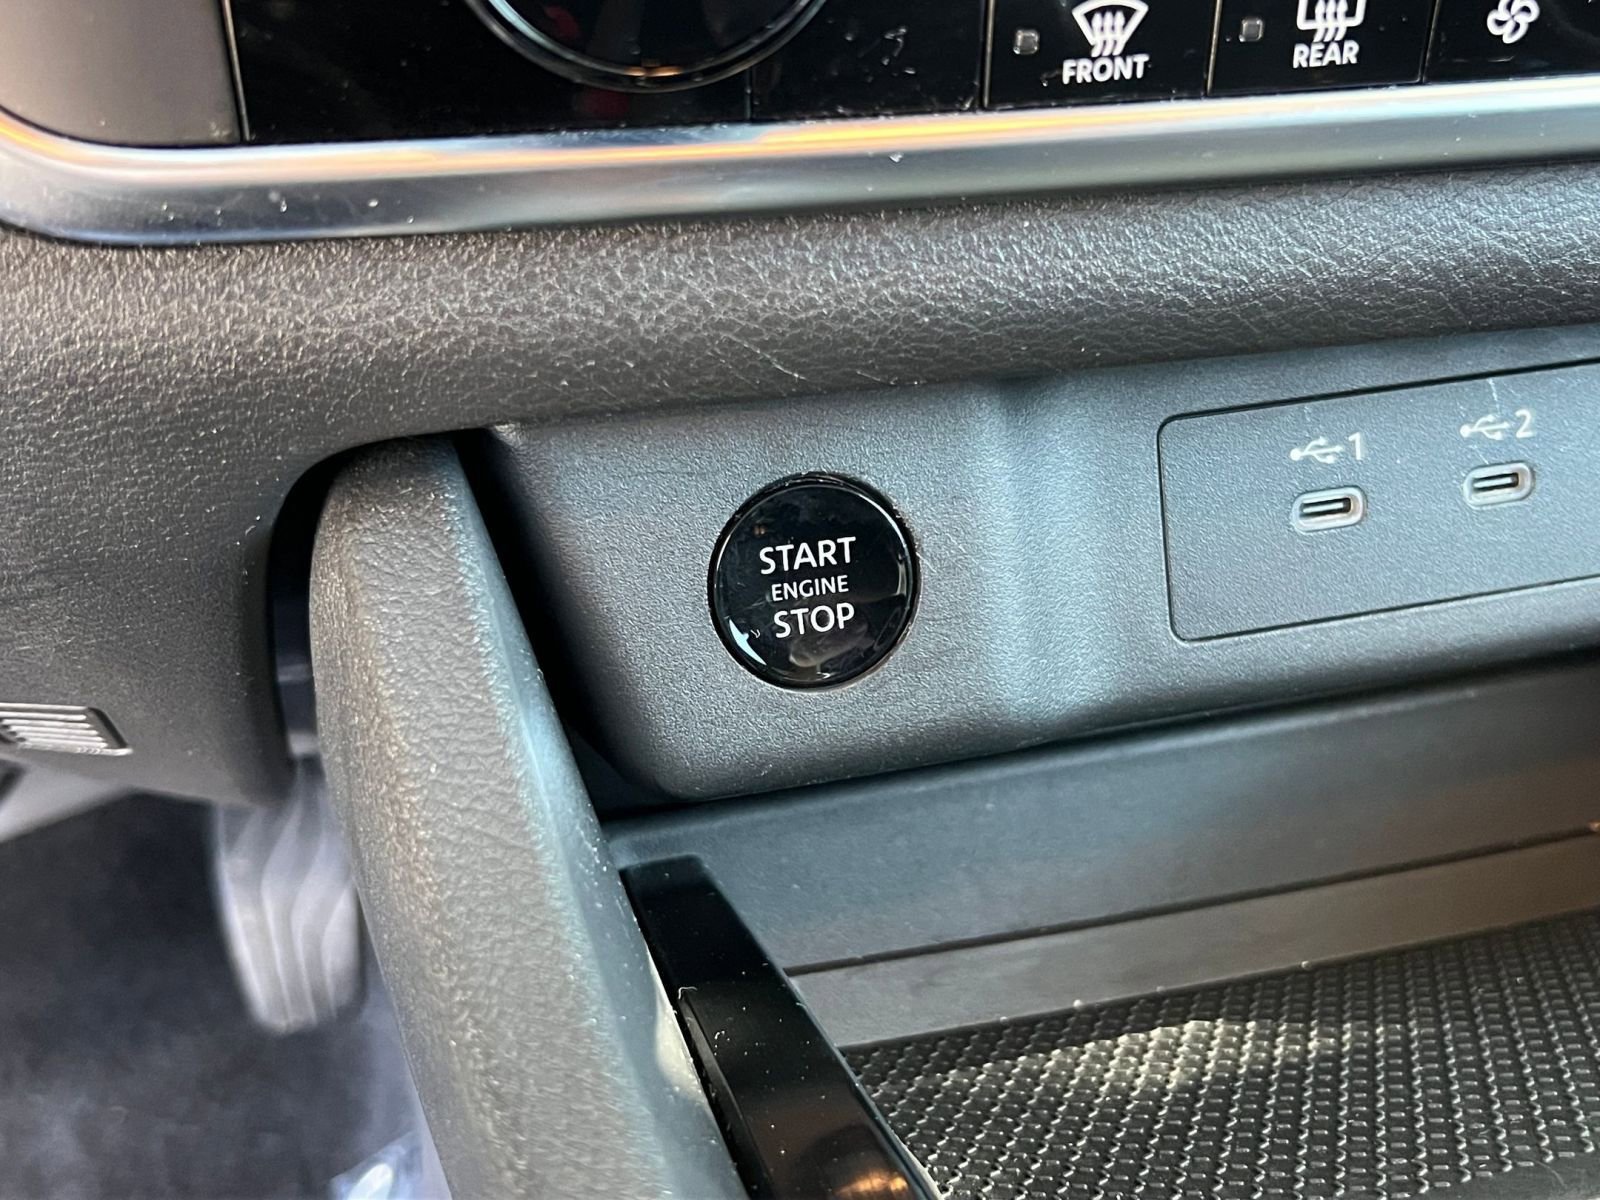 FRONT
REAR
1
2
START
ENGINE
STOP